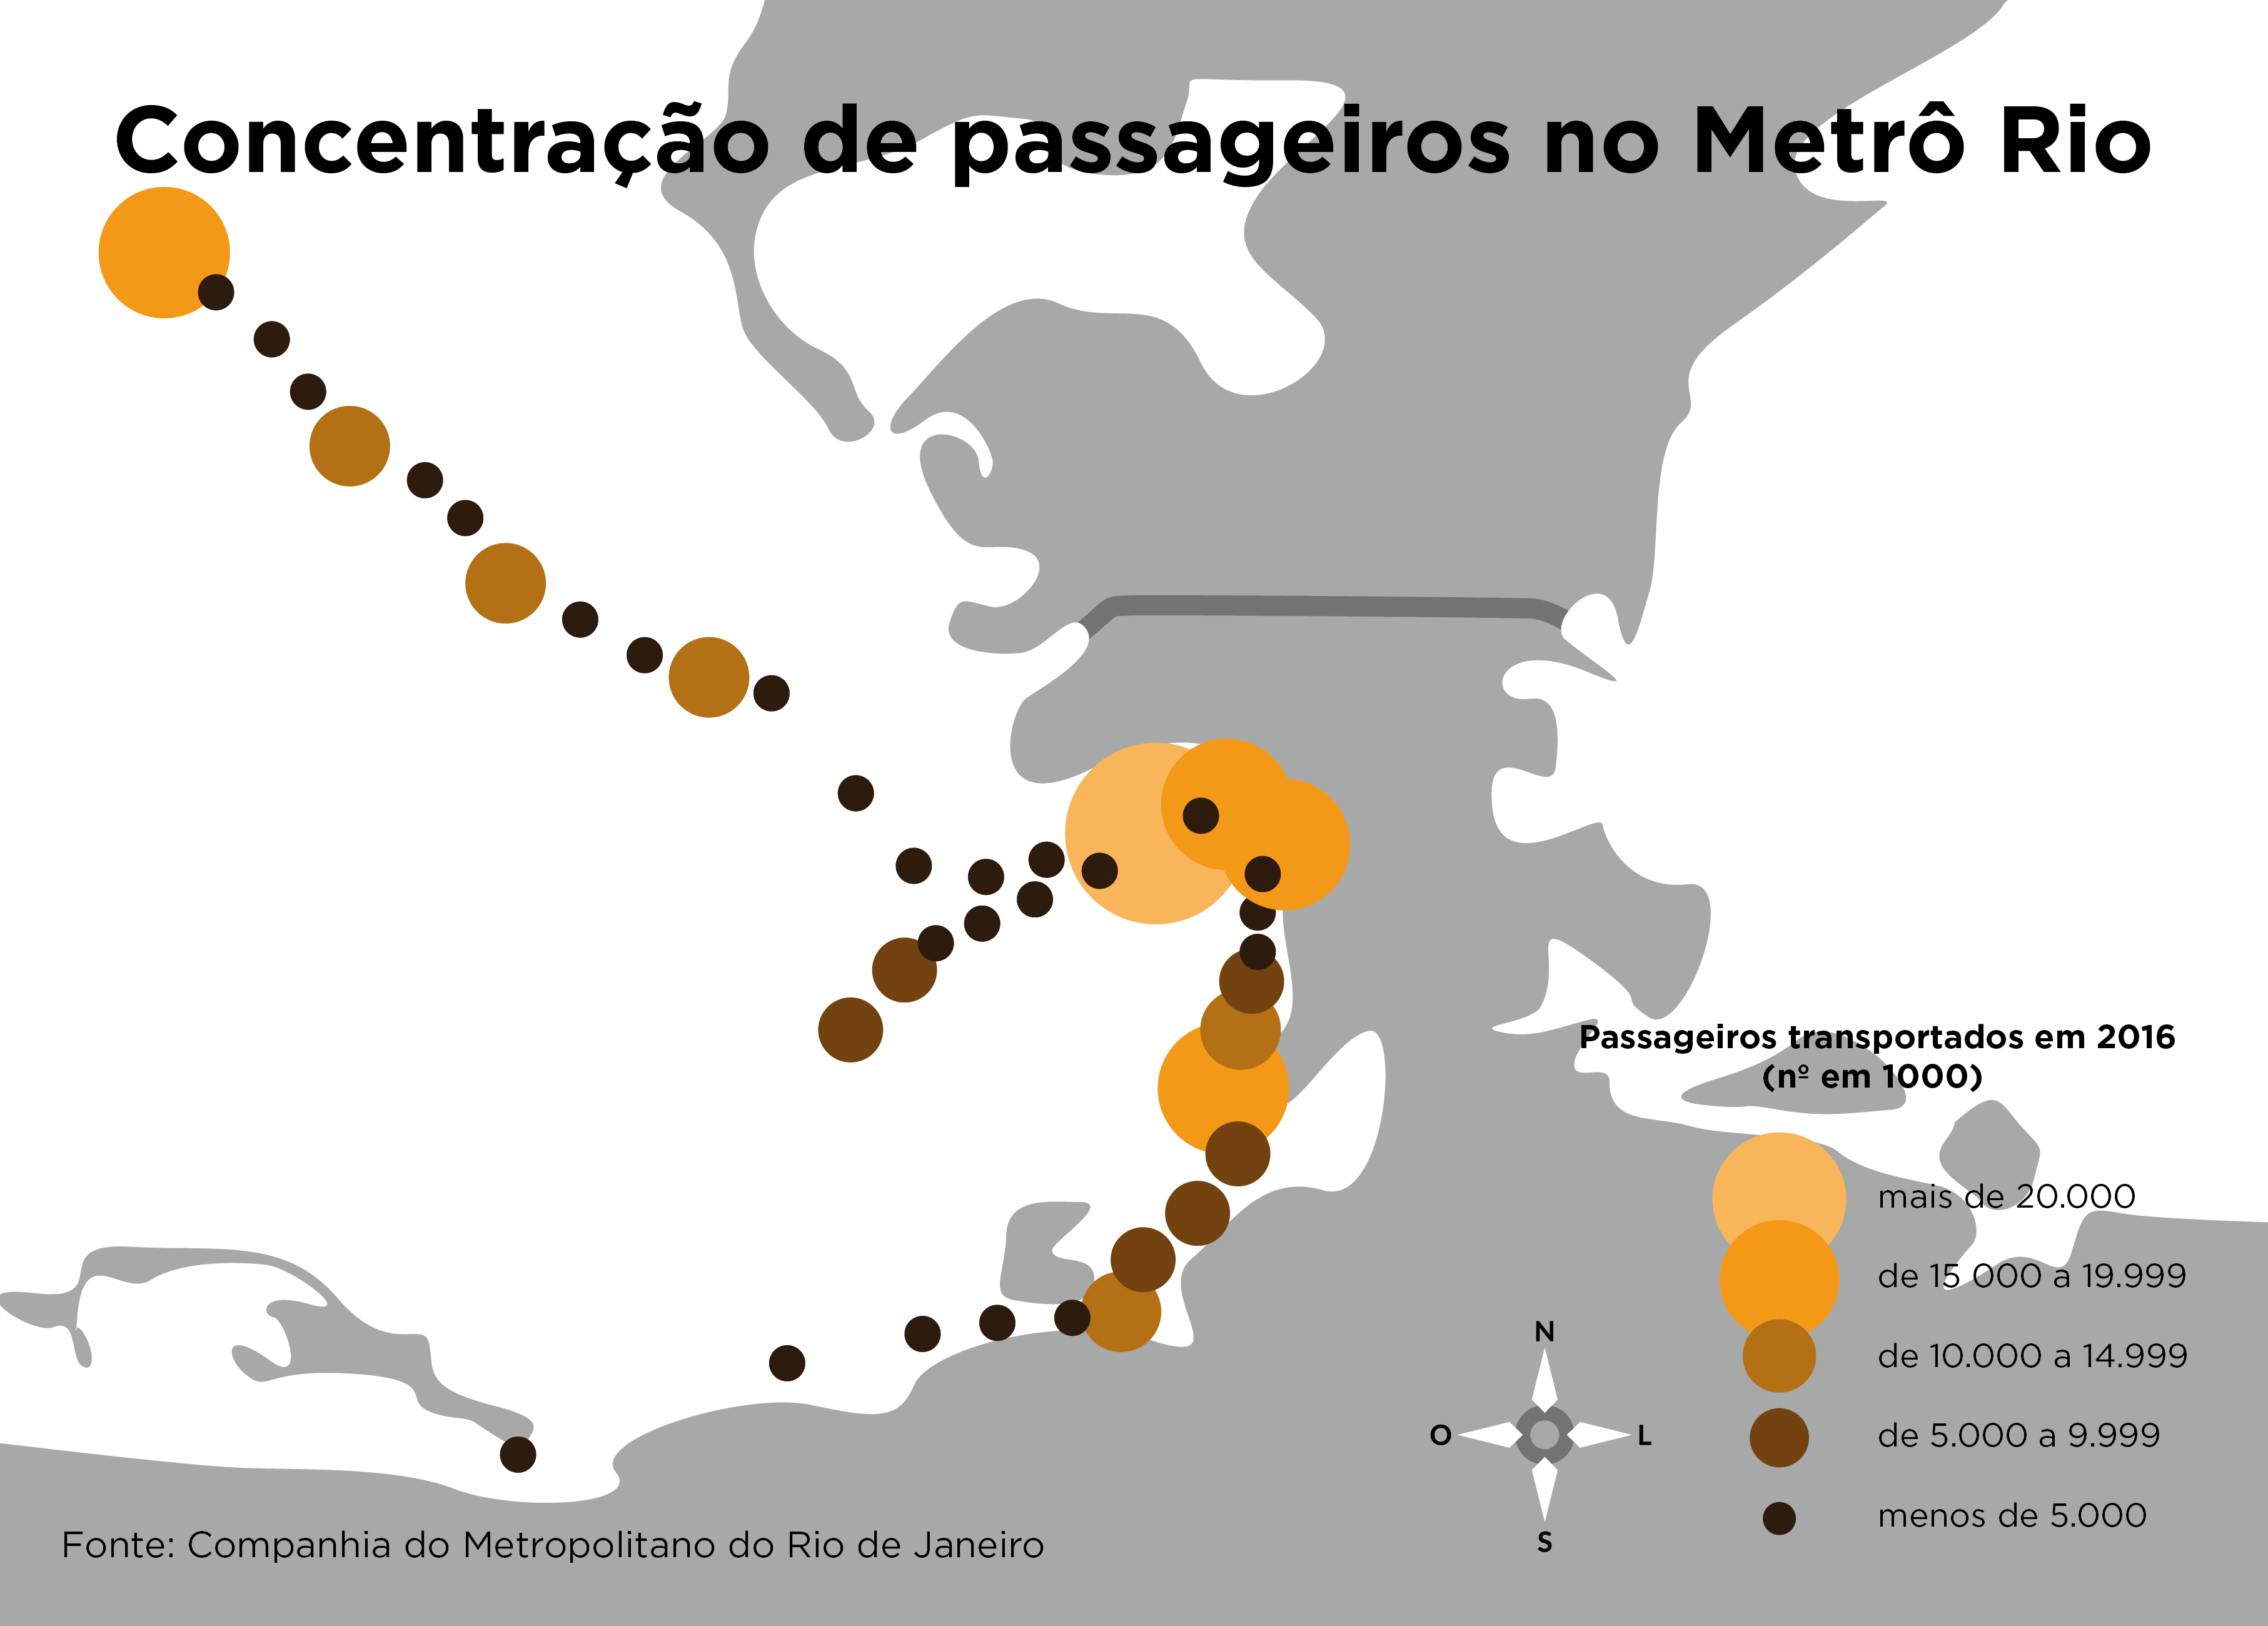 Concentração de passageiros no Metrô Rio
Passageiros transportados em 2016
(nº em 1000)
mais de 20.000
de 15 000 a 19.999
de 10.000 a 14.999
de 5.000 a 9.999
menos de 5.000
N
O
L
S
Fonte: Companhia do Metropolitano do Rio de Janeiro